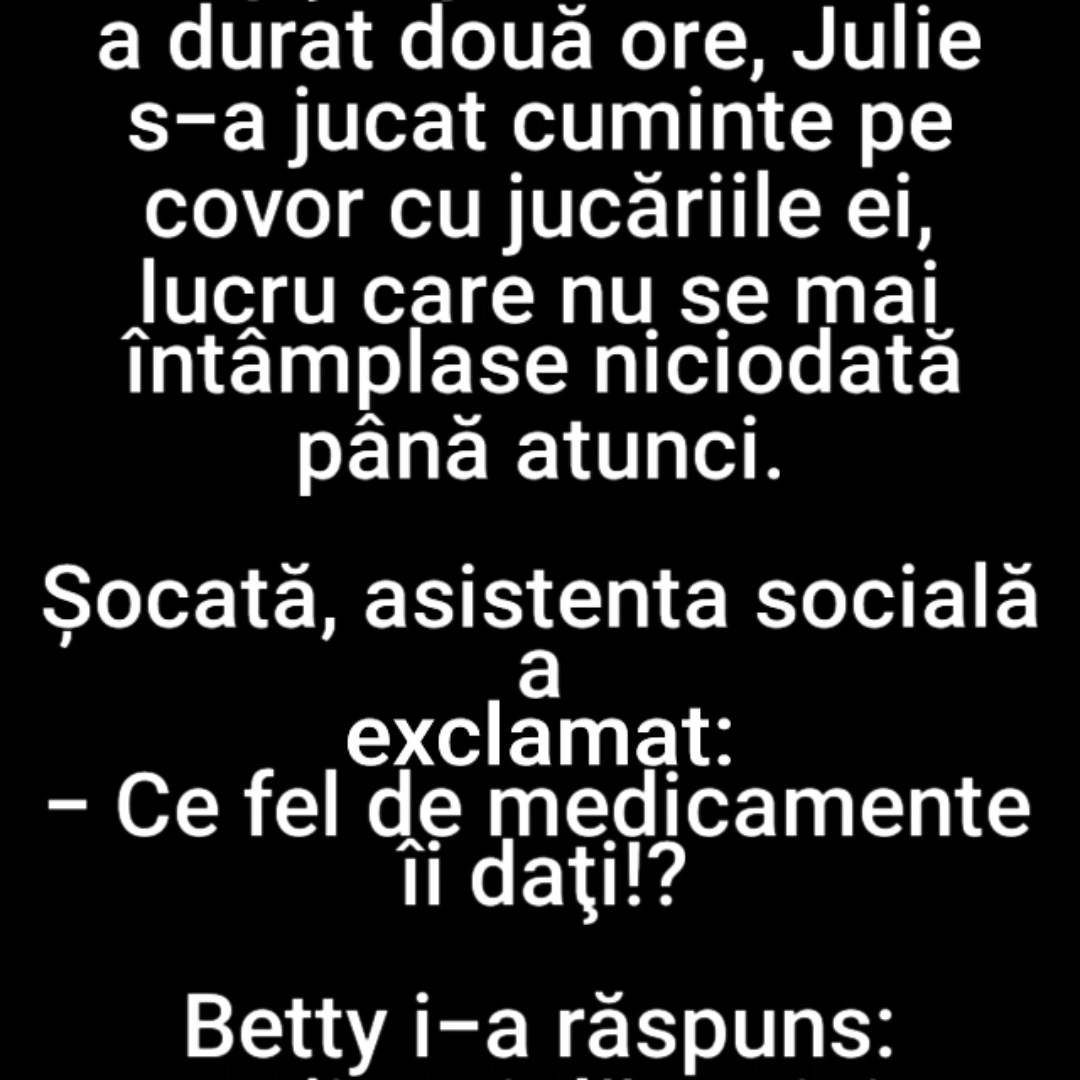 a durat două ore, Julie
s-a jucat cuminte pe
covor cu jucăriile ei,
lucru care nu se mai
întâmplase niciodată
până atunci.
Șocată, asistenta socială
a
exclamat:
- Ce fel de medicamente
îi daţi!?
Betty i-a răspuns: